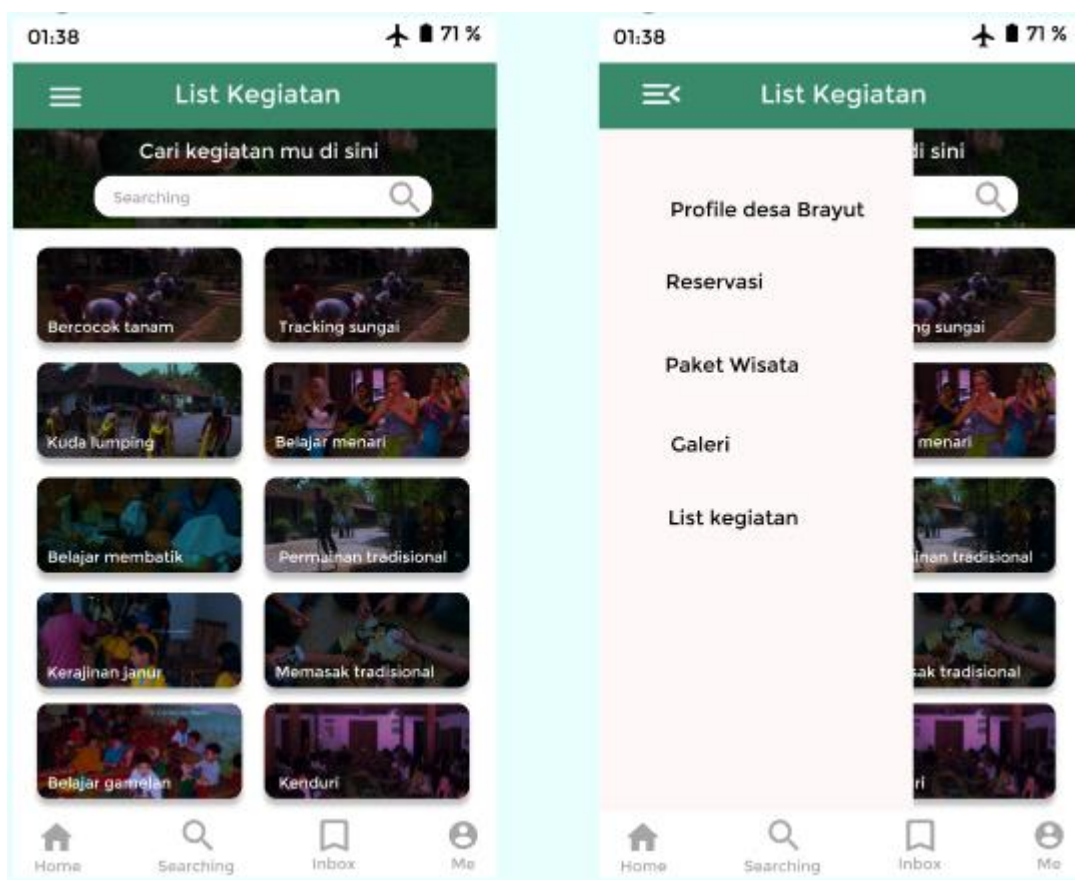 01:38
71 %
List Kegiatan
Cari kegiatan mu di sini
Searching
Bercocok tanam
Tracking sungai
Kuda lumping
Belajar menari
Belajar membatik
Permainan tradisional
Kerajinan janur
Memasak tradisional
Belajar gamelan
Kenduri
Home
Searching
Inbox
Me
01:38
71 %
List Kegiatan
di sini
Profile desa Brayut
Reservasi
ng sungai
Paket Wisata
Galeri
menari
List kegiatan
inan tradisional
sak tradisional
ri
Home
Searching
Inbox
Me